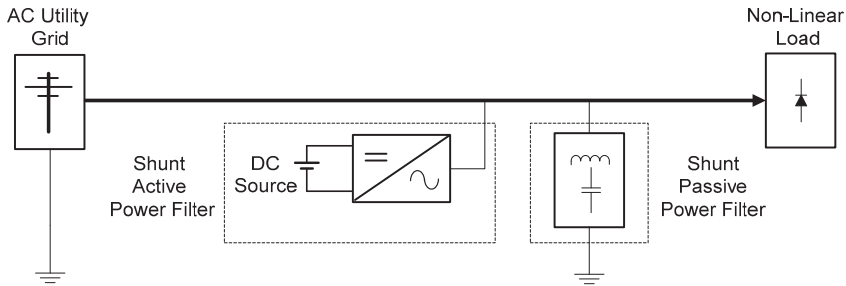 AC Utility
Grid
Non-Linear
Load
Shunt
Active
Power Filter
DC
Source
Shunt
Passive
Power Filter